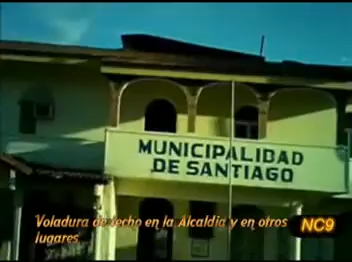 MUNICIPALIDAD
DE SANTIAGO
Voladura de techo en la Alcaldía y en otros
lugares
NC9